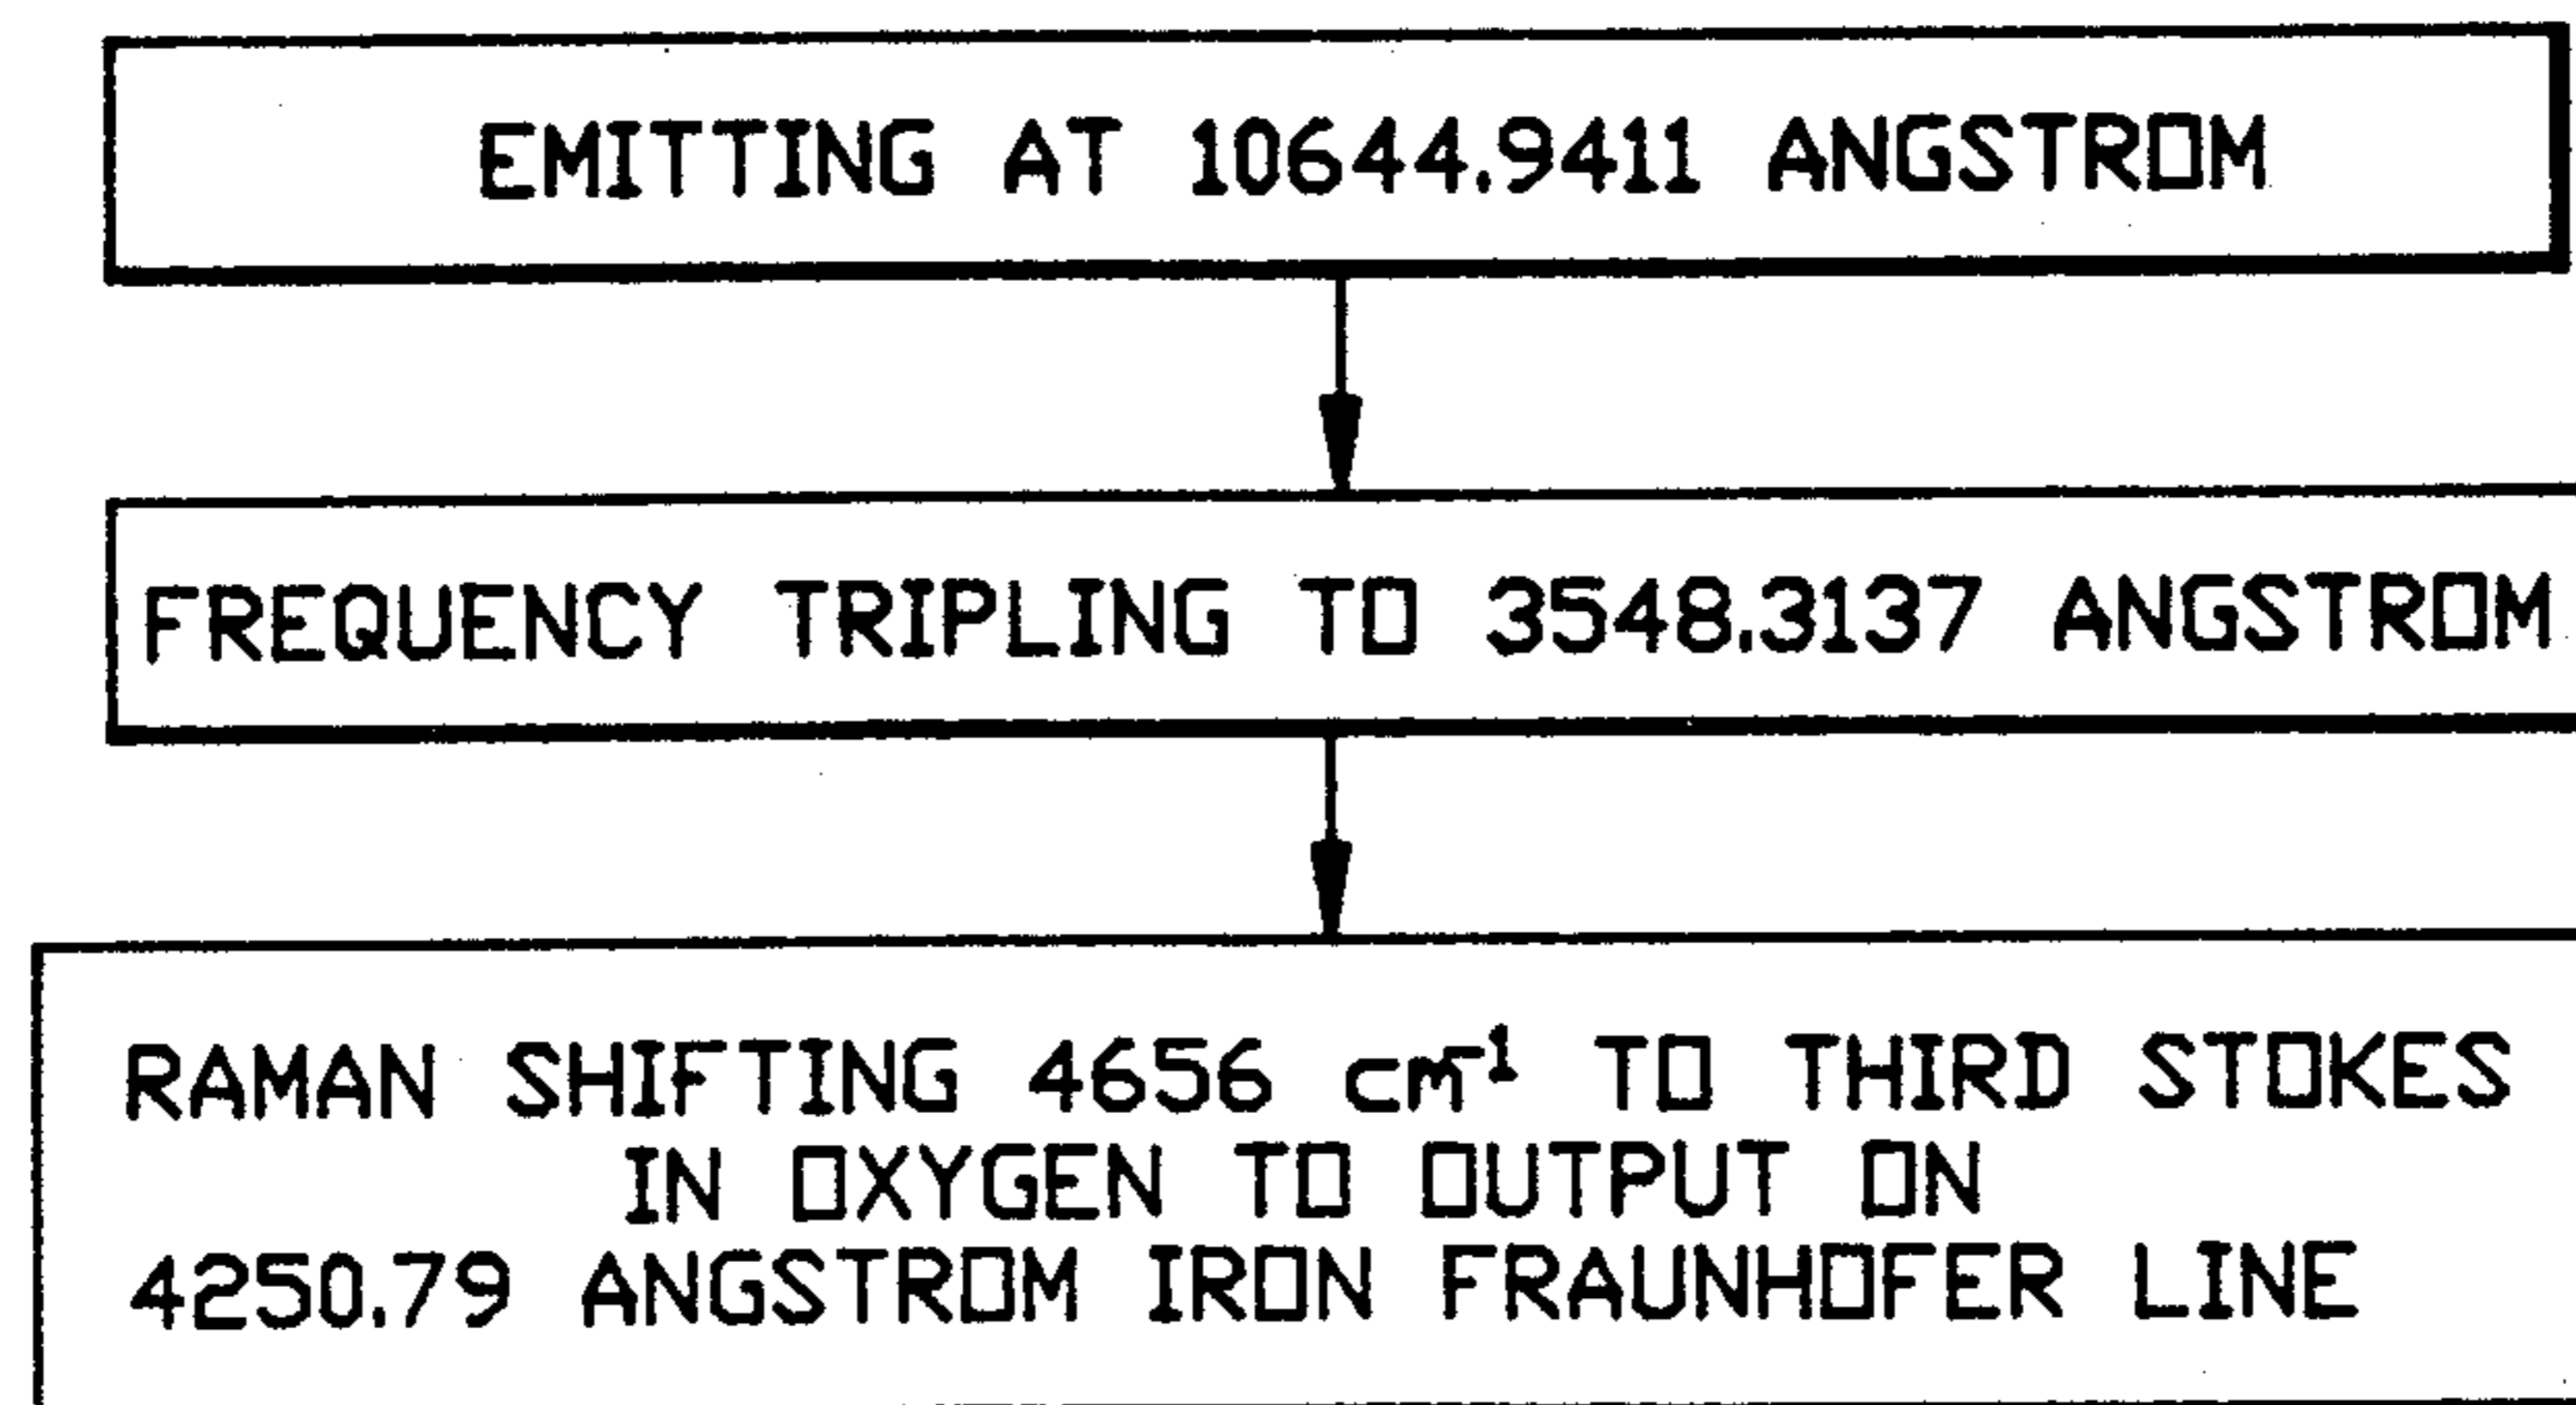 EMITTING AT 10644.9411 ANGSTROM
FREQUENCY TRIPLING TO 3548.3137 ANGSTROM
RAMAN SHIFTING 4656 cm⁻¹ TO THIRD STOKES
IN OXYGEN TO OUTPUT ON
4250.79 ANGSTROM IRON FRAUNHOFER LINE